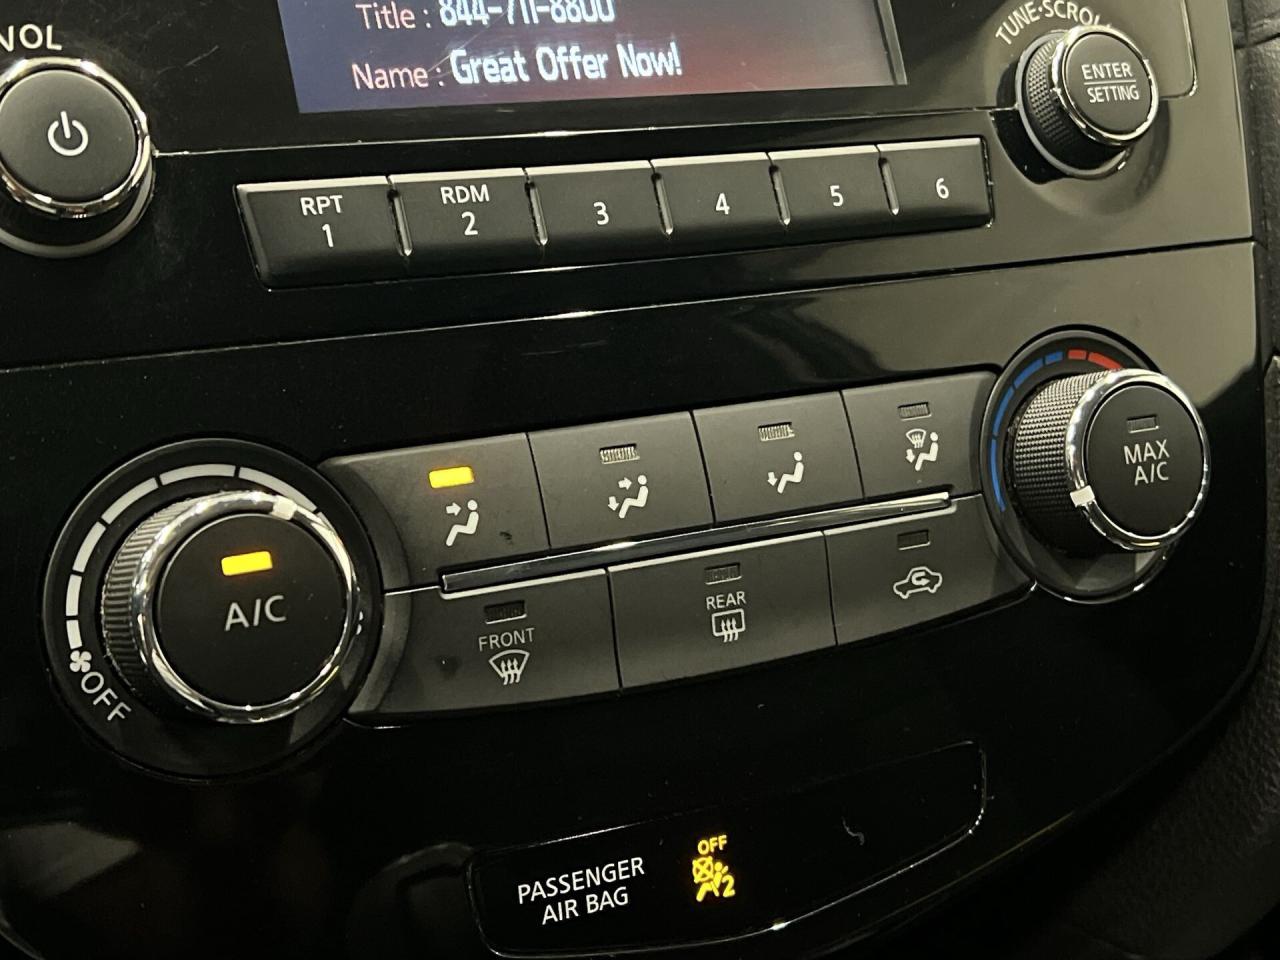 VOL
Title : 844-711-8800
Name : Great Offer Now!
TUNE·SCROLL
ENTER
SETTING
RPT
1
RDM
2
3
4
5
6
MAX
A/C
A/C
OFF
FRONT
REAR
PASSENGER
AIR BAG
OFF
2